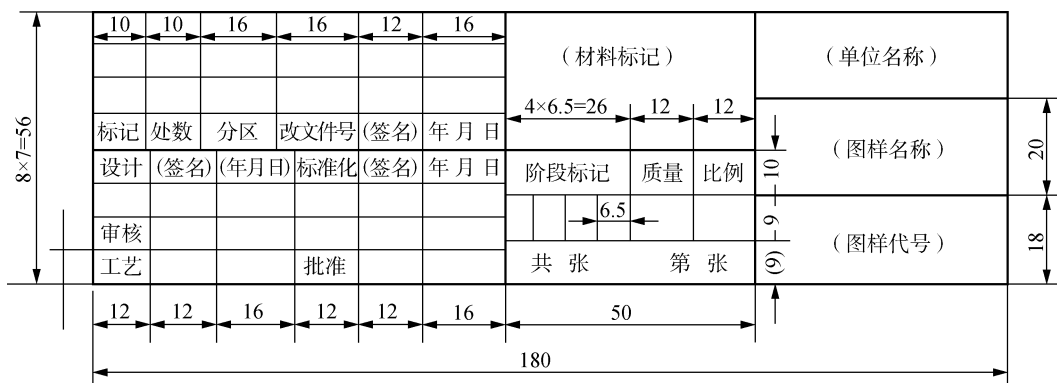 10 10 16 16 12 16
(材料标记) (单位名称)
4×6.5=26 12 12
标记 处数 分区 改文件号 (签名) 年 月 日
8×7=56
(图样名称) 20
设计 (签名) (年月日) 标准化 (签名) 年 月 日 阶段标记 质量 比例 10
6.5 9
审核 (图样代号) 18
工艺 批准 共 张 第 张 (9)
12 12 16 12 12 16 50
180